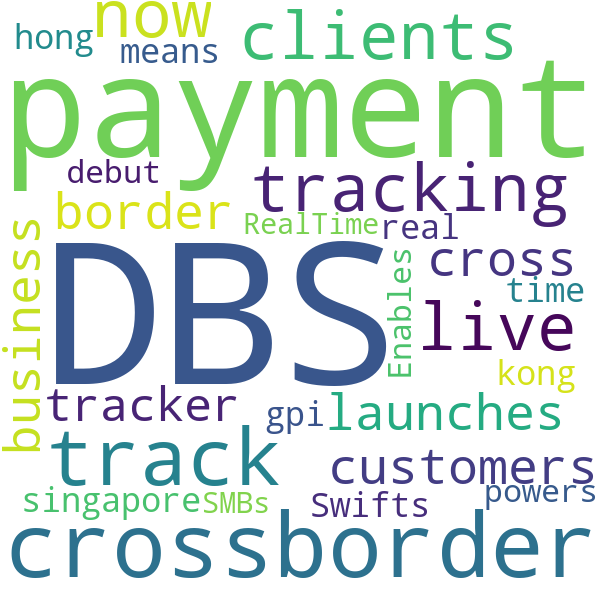 hong now clients
means
payment
debut tracking
border RealTime real
business DBS Enables cross
time
live
kong
tracker gpi launches
track customers
singapore SMBs Swifts powers
crossborder